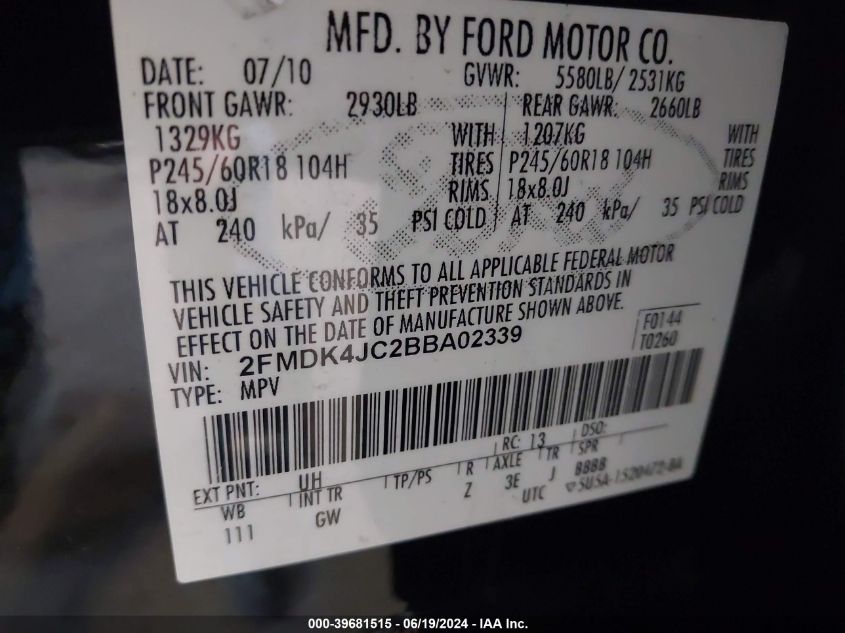 MFD. BY FORD MOTOR CO.
DATE: 07/10 GVWR: 5580LB/ 2531KG
FRONT GAWR: 2930LB REAR GAWR: 2660LB
1329KG WITH 1207KG WITH
P245/60R18 104H TIRES P245/60R18 104H TIRES
18x8.0J RIMS 18x8.0J RIMS
AT 240 kPa/ 35 PSI COLD AT 240 kPa/ 35 PSI COLD
THIS VEHICLE CONFORMS TO ALL APPLICABLE FEDERAL MOTOR
VEHICLE SAFETY AND THEFT PREVENTION STANDARDS IN
EFFECT ON THE DATE OF MANUFACTURE SHOWN ABOVE.
F0144
VIN: 2FMDK4JC2BBA02339 T0260
TYPE: MPV
RC: 13 DSO:
EXT PNT: UH
WB INT TR TP/PS R AXLE TR SPR
111 GW Z 3E J BBBB
UTC
000-39681515 - 06/19/2024 - IAA Inc.